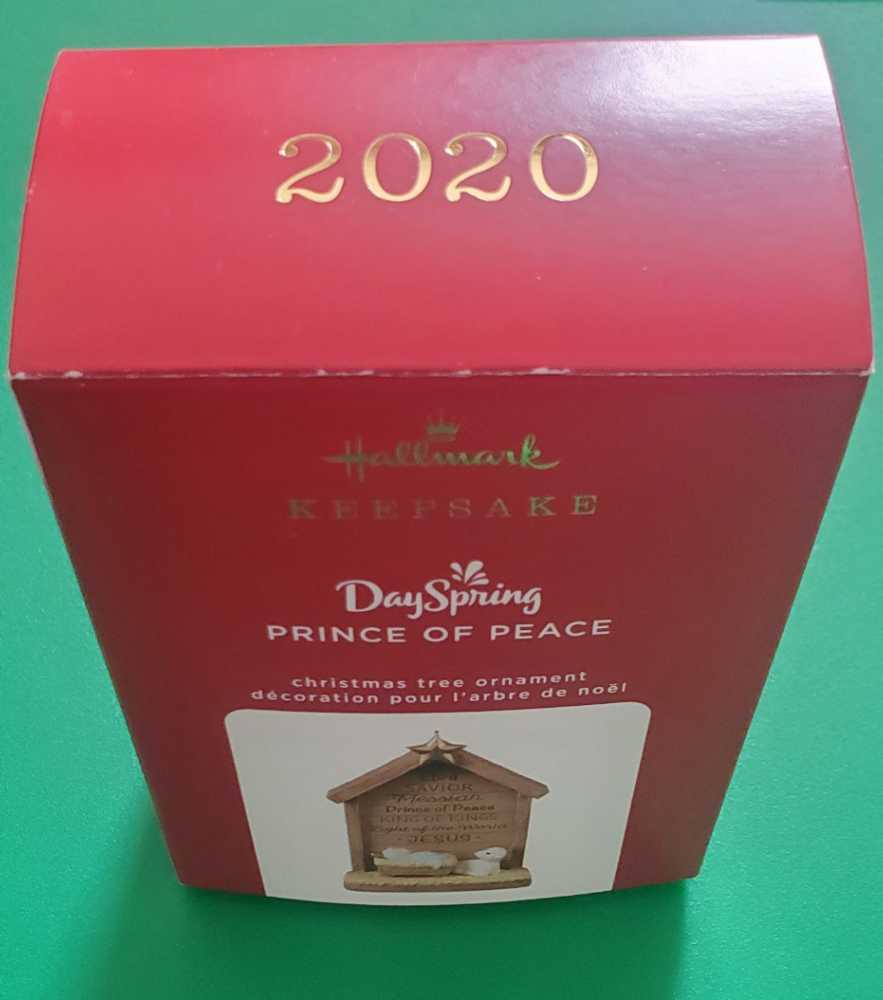 2020
Hallmark
KEEPSAKE
DaySpring
PRINCE OF PEACE
christmas tree ornament
décoration pour l'arbre de noël
Lord
SAVIOR
Messiah
Prince of Peace
KING OF KINGS
Light of the World
- JESUS -